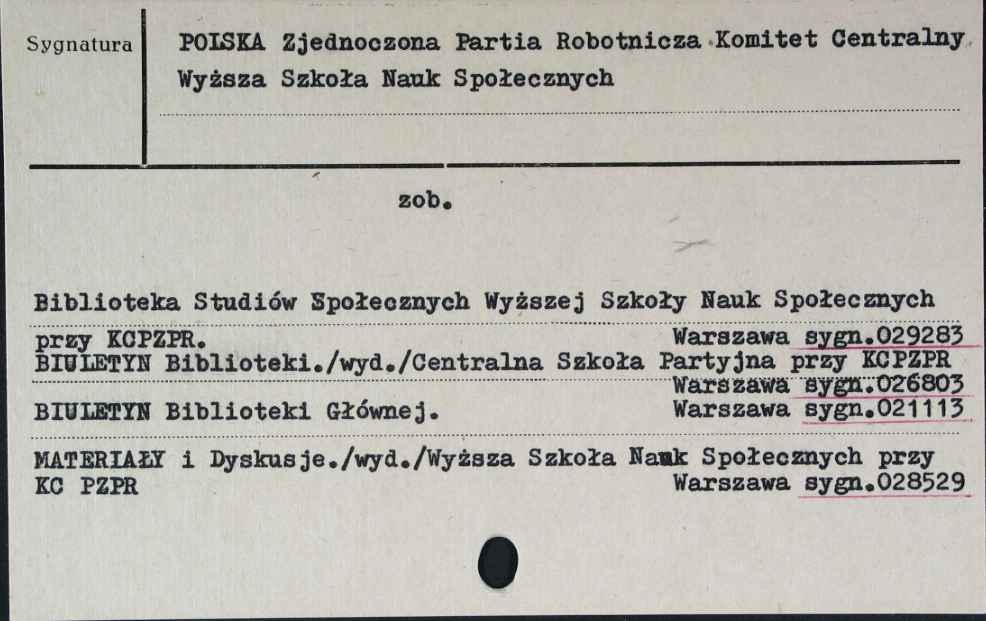 Sygnatura
POLSKA Zjednoczona Partia Robotnicza Komitet Centralny
Wyższa Szkoła Nauk Społecznych
zob.
Biblioteka Studiów Społecznych Wyższej Szkoły Nauk Społecznych
przy KCPZPR. Warszawa sygn.029283
BIULETYN Biblioteki./wyd./Centralna Szkoła Partyjna przy KCPZPR
Warszawa sygn.026803
BIULETYN Biblioteki Głównej. Warszawa sygn.021113
MATERIAŁY i Dyskusje./wyd./Wyższa Szkoła Nauk Społecznych przy
KC PZPR Warszawa sygn.028529